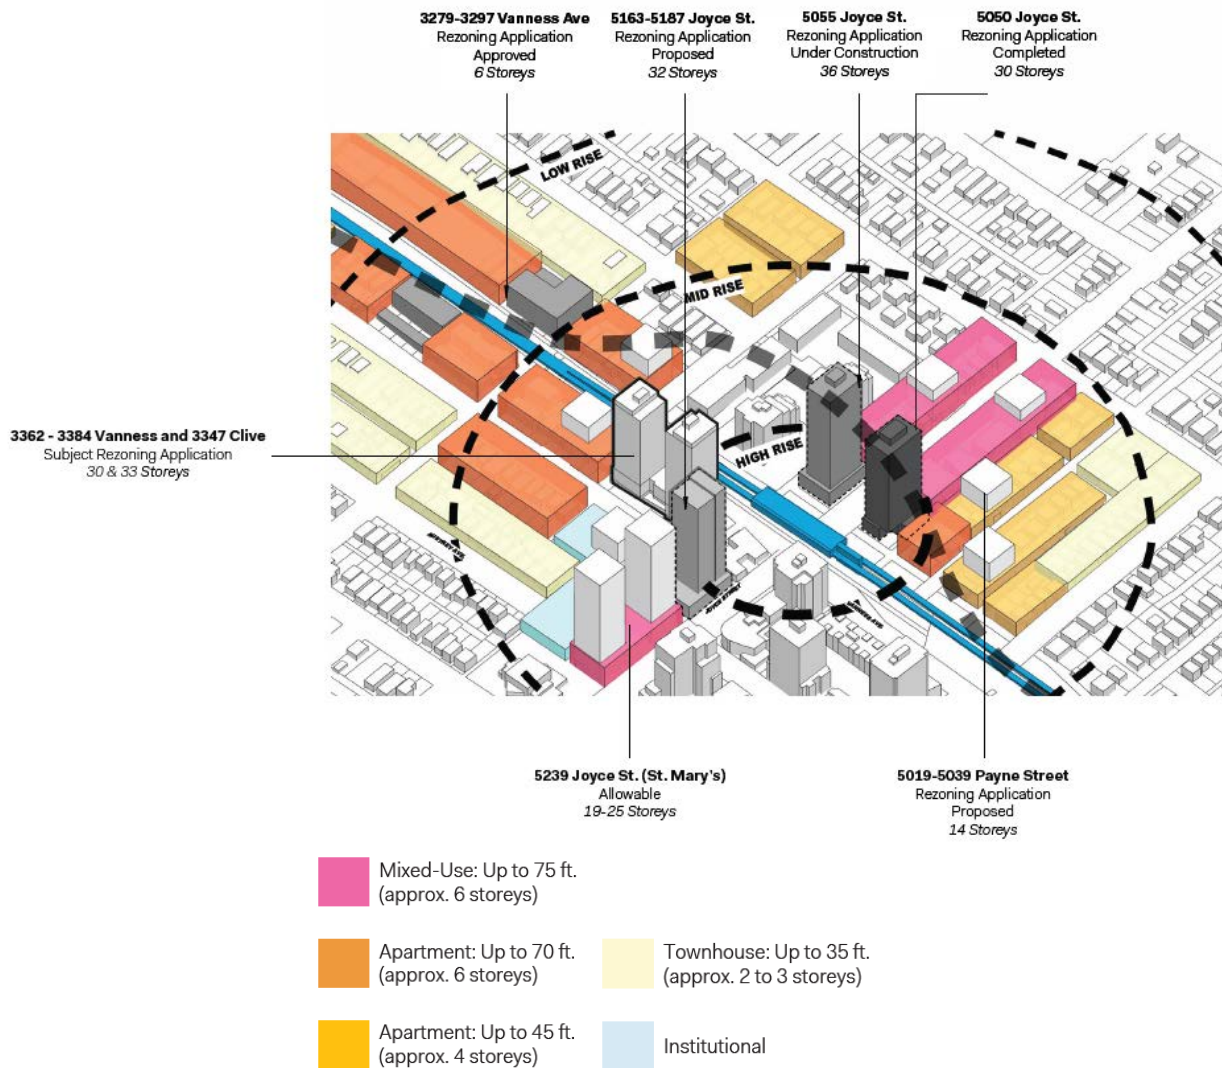 3279-3297 Vanness Ave
Rezoning Application
Approved
6 Storeys
5163-5187 Joyce St.
Rezoning Application
Proposed
32 Storeys
5055 Joyce St.
Rezoning Application
Under Construction
36 Storeys
5050 Joyce St.
Rezoning Application
Completed
30 Storeys
LOW RISE
MID RISE
HIGH RISE
3362 - 3384 Vanness and 3347 Clive
Subject Rezoning Application
30 & 33 Storeys
JOYCE STREET
VANNESS AVE.
5239 Joyce St. (St. Mary's)
Allowable
19-25 Storeys
5019-5039 Payne Street
Rezoning Application
Proposed
14 Storeys
Mixed-Use: Up to 75 ft.
(approx. 6 storeys)
Apartment: Up to 70 ft.
(approx. 6 storeys)
Townhouse: Up to 35 ft.
(approx. 2 to 3 storeys)
Apartment: Up to 45 ft.
(approx. 4 storeys)
Institutional